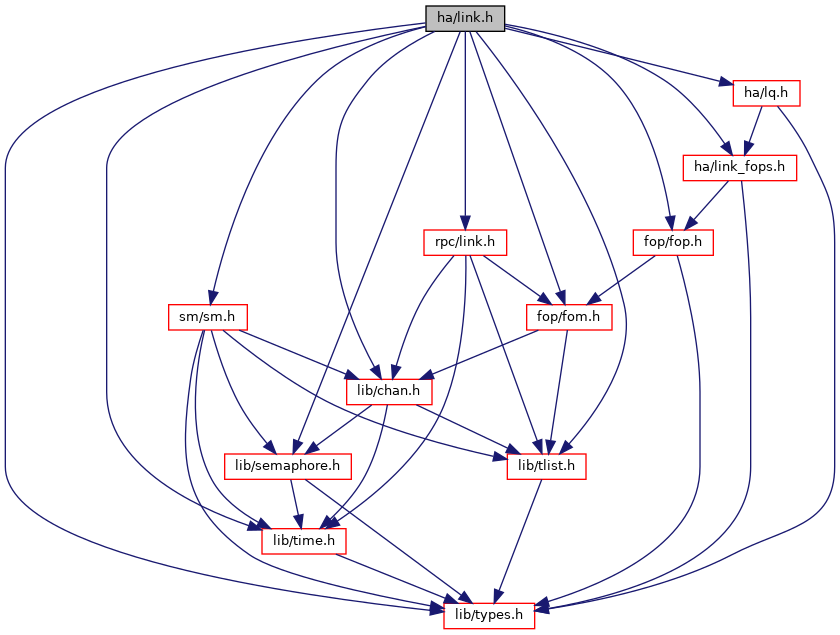 ha/link.h
ha/lq.h
ha/link_fops.h
rpc/link.h
fop/fop.h
sm/sm.h
fop/fom.h
lib/chan.h
lib/semaphore.h
lib/tlist.h
lib/time.h
lib/types.h